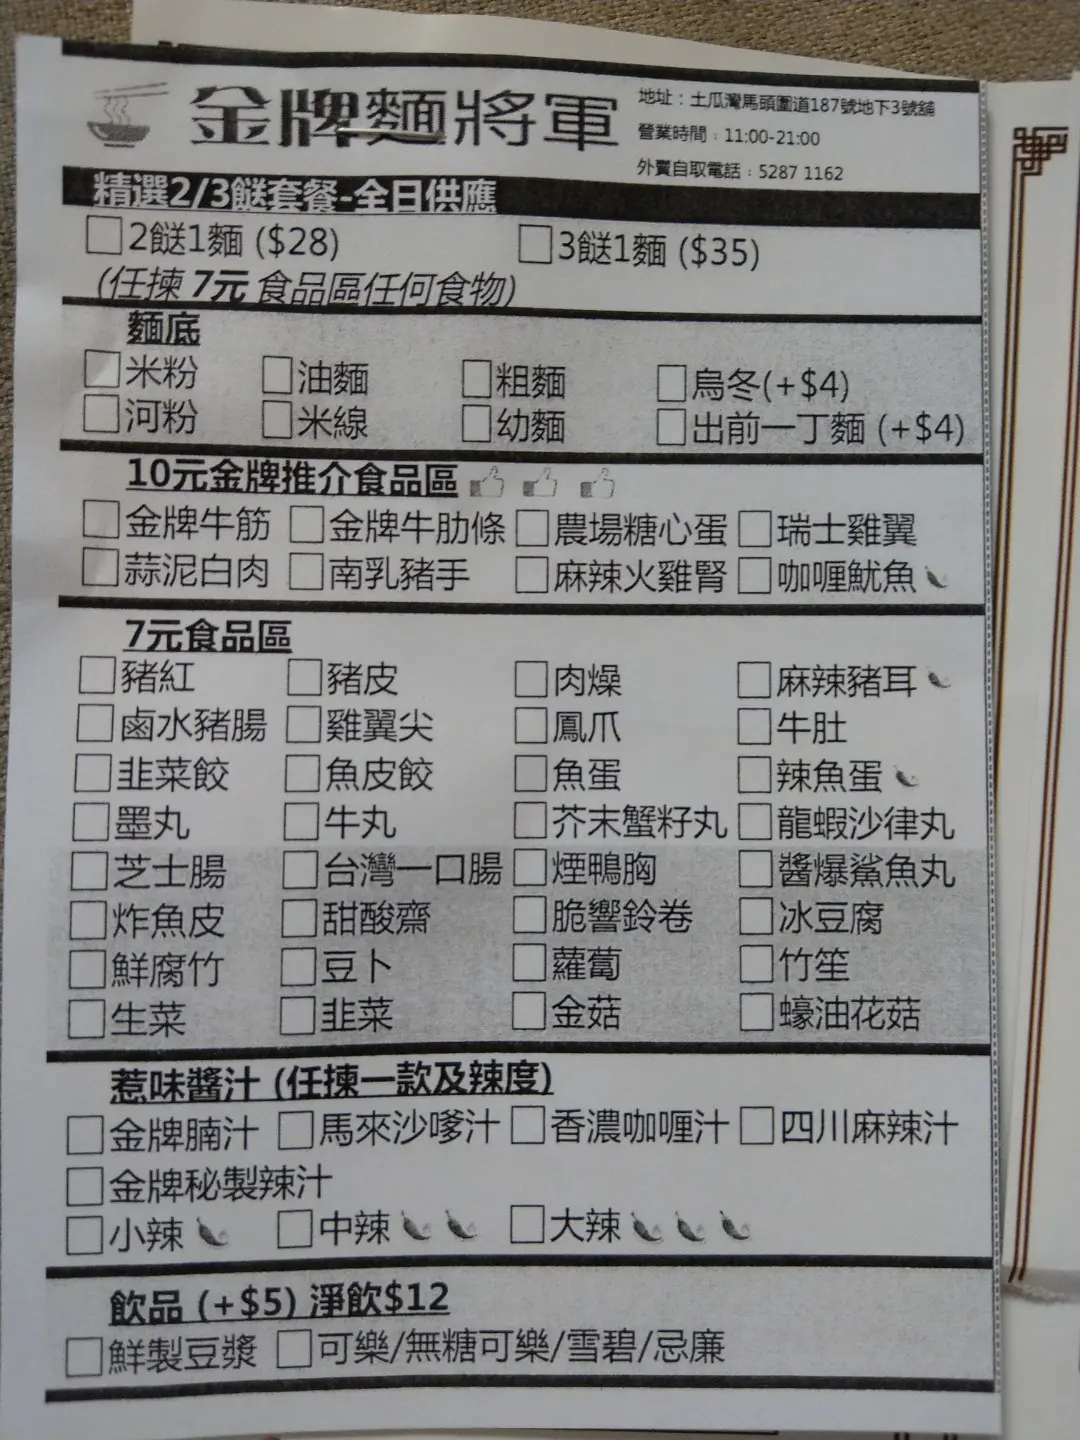 金牌麵將軍
地址：土瓜灣馬頭圍道187號地下3號舖
營業時間：11:00-21:00
外賣自取電話：5287 1162
精選2/3餸套餐-全日供應
2餸1麵 ($28) 3餸1麵 ($35)
(任揀 7元 食品區任何食物)
麵底
米粉 油麵 粗麵 烏冬(+$4)
河粉 米線 幼麵 出前一丁麵 (+$4)
10元金牌推介食品區
金牌牛筋 金牌牛肋條 農場糖心蛋 瑞士雞翼
蒜泥白肉 南乳豬手 麻辣火雞腎 咖喱魷魚
7元食品區
豬紅 豬皮 肉燥 麻辣豬耳
鹵水豬腸 雞翼尖 鳳爪 牛肚
韭菜餃 魚皮餃 魚蛋 辣魚蛋
墨丸 牛丸 芥末蟹籽丸 龍蝦沙律丸
芝士腸 台灣一口腸 煙鴨胸 醬爆鯊魚丸
炸魚皮 甜酸齋 脆響鈴卷 冰豆腐
鮮腐竹 豆卜 蘿蔔 竹笙
生菜 韭菜 金菇 蠔油花菇
惹味醬汁 (任揀一款及辣度)
金牌腩汁 馬來沙嗲汁 香濃咖喱汁 四川麻辣汁
金牌秘製辣汁
小辣 中辣 大辣
飲品 (+$5) 淨飲$12
鮮製豆漿 可樂/無糖可樂/雪碧/忌廉